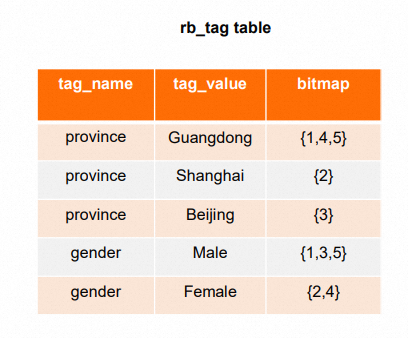 rb_tag table
tag_name tag_value bitmap
province Guangdong {1,4,5}
province Shanghai {2}
province Beijing {3}
gender Male {1,3,5}
gender Female {2,4}